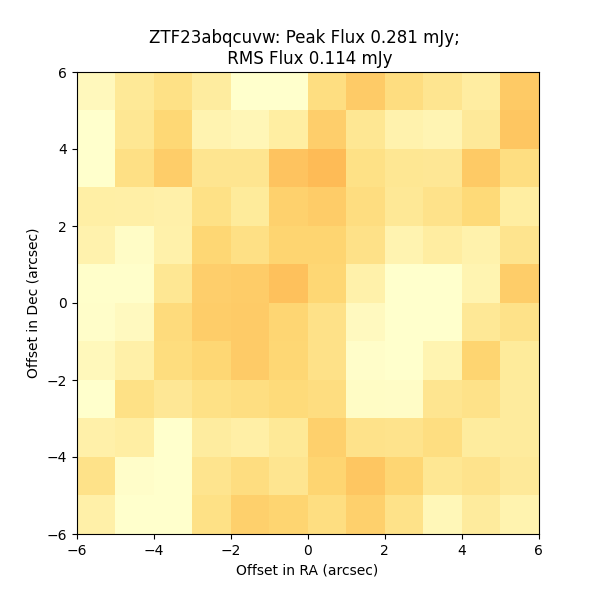 ZTF23abqcuvw: Peak Flux 0.281 mJy;
RMS Flux 0.114 mJy
6
4
2
0
−2
−4
−6
Offset in Dec (arcsec)
−6 −4 −2 0 2 4 6
Offset in RA (arcsec)